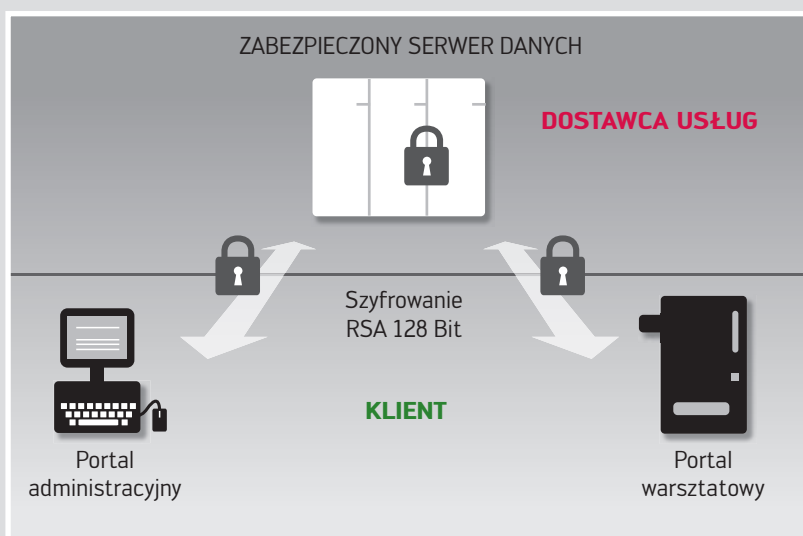 ZABEZPIECZONY SERWER DANYCH
DOSTAWCA USŁUG
Szyfrowanie
RSA 128 Bit
KLIENT
Portal
administracyjny
Portal
warsztatowy